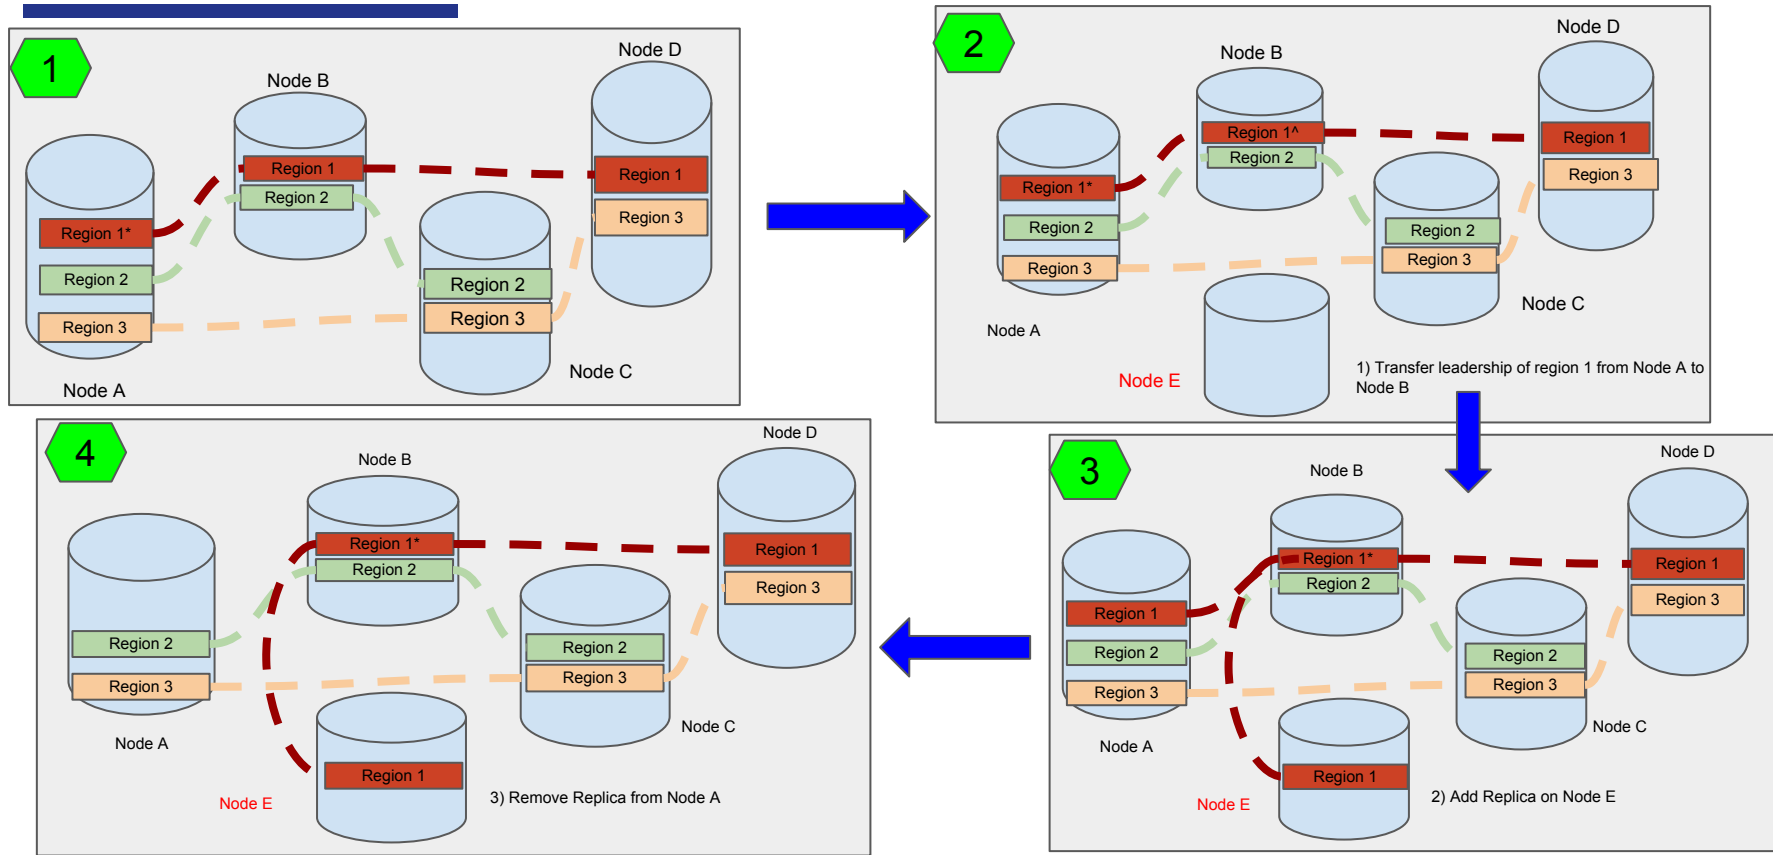 1
Node D
Node B
Region 1
Region 1
Region 2
Region 3
Region 1*
Region 2
Region 2
Region 3
Region 3
Node C
Node A
2
Node D
Node B
Region 1^
Region 1
Region 2
Region 3
Region 1*
Region 2
Region 2
Region 3
Region 3
Node C
Node A
Node E
1) Transfer leadership of region 1 from Node A to
Node B
3
Node D
Node B
Region 1*
Region 1
Region 2
Region 3
Region 1
Region 2
Region 2
Region 3
Region 3
Node C
Node A
Region 1
Node E
2) Add Replica on Node E
4
Node D
Node B
Region 1*
Region 1
Region 2
Region 3
Region 2
Region 2
Region 3
Region 3
Node C
Node A
Region 1
Node E
3) Remove Replica from Node A